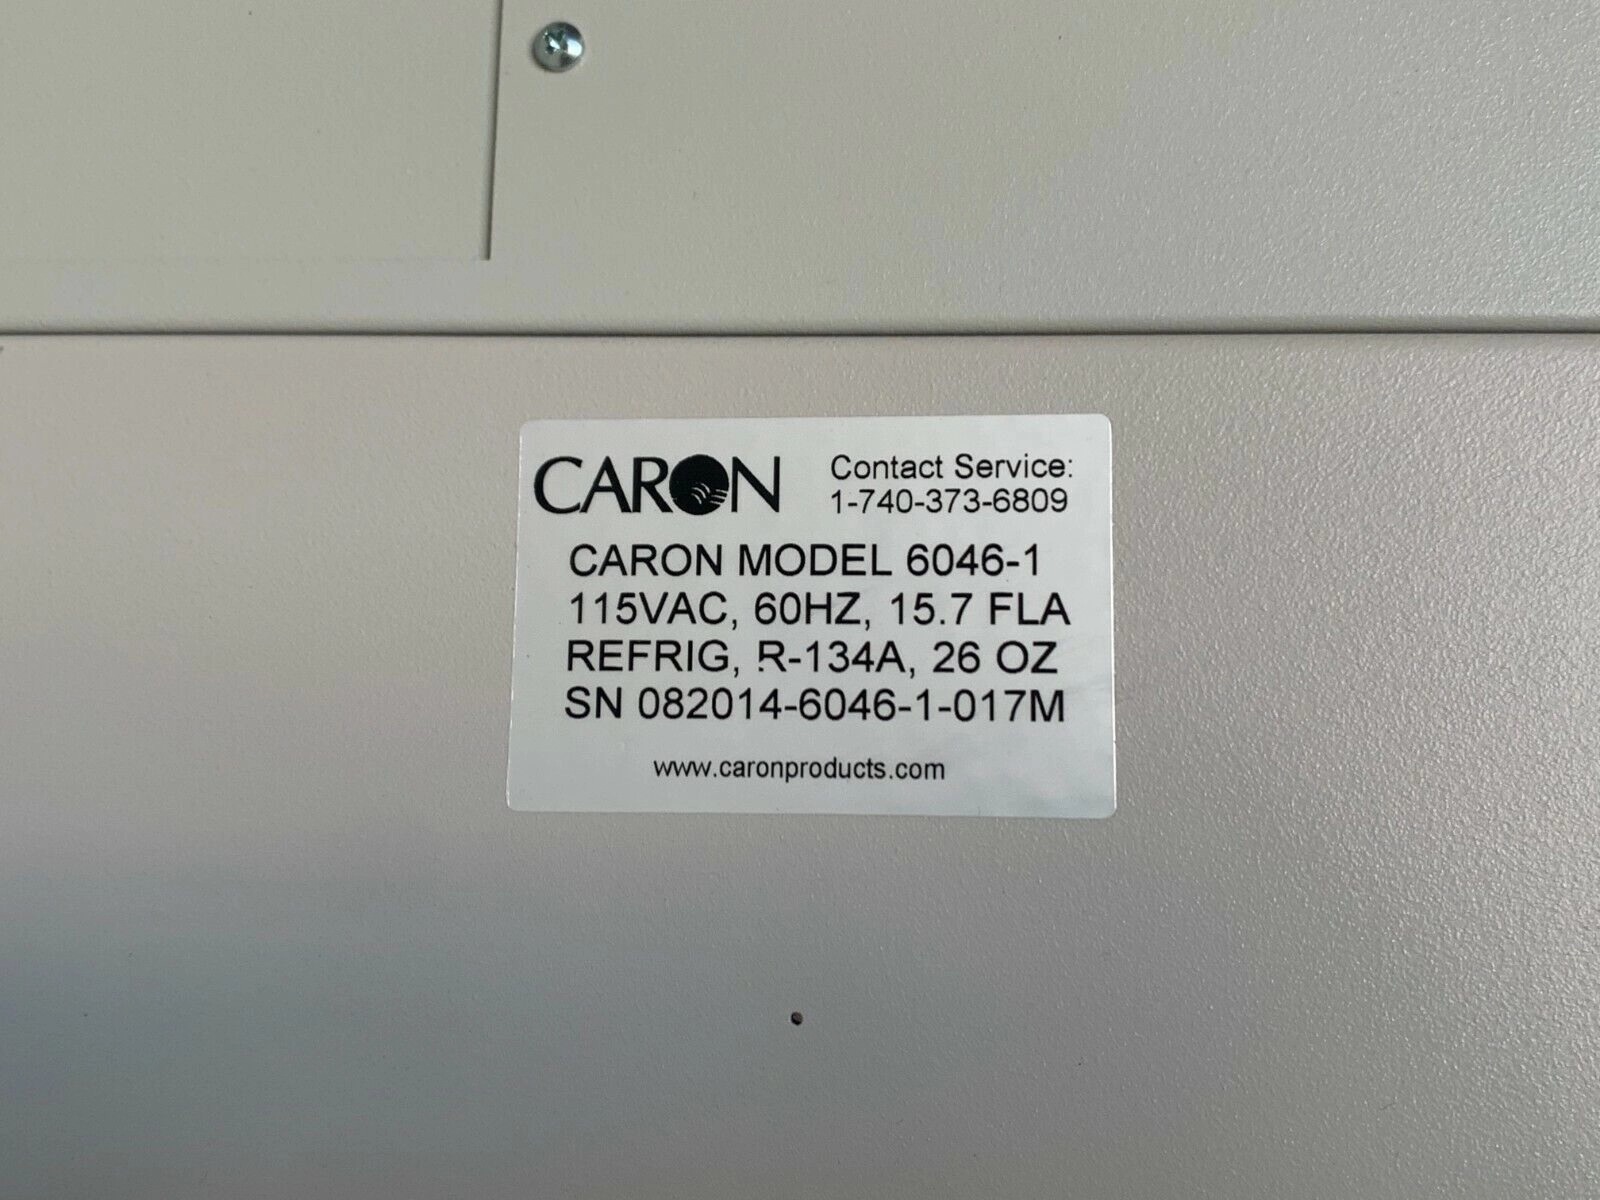 CARON
Contact Service:
1-740-373-6809
CARON MODEL 6046-1
115VAC, 60HZ, 15.7 FLA
REFRIG, R-134A, 26 OZ
SN 082014-6046-1-017M
www.caronproducts.com